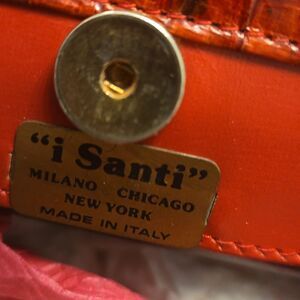 “i Santi”
MILANO CHICAGO
NEW YORK
MADE IN ITALY